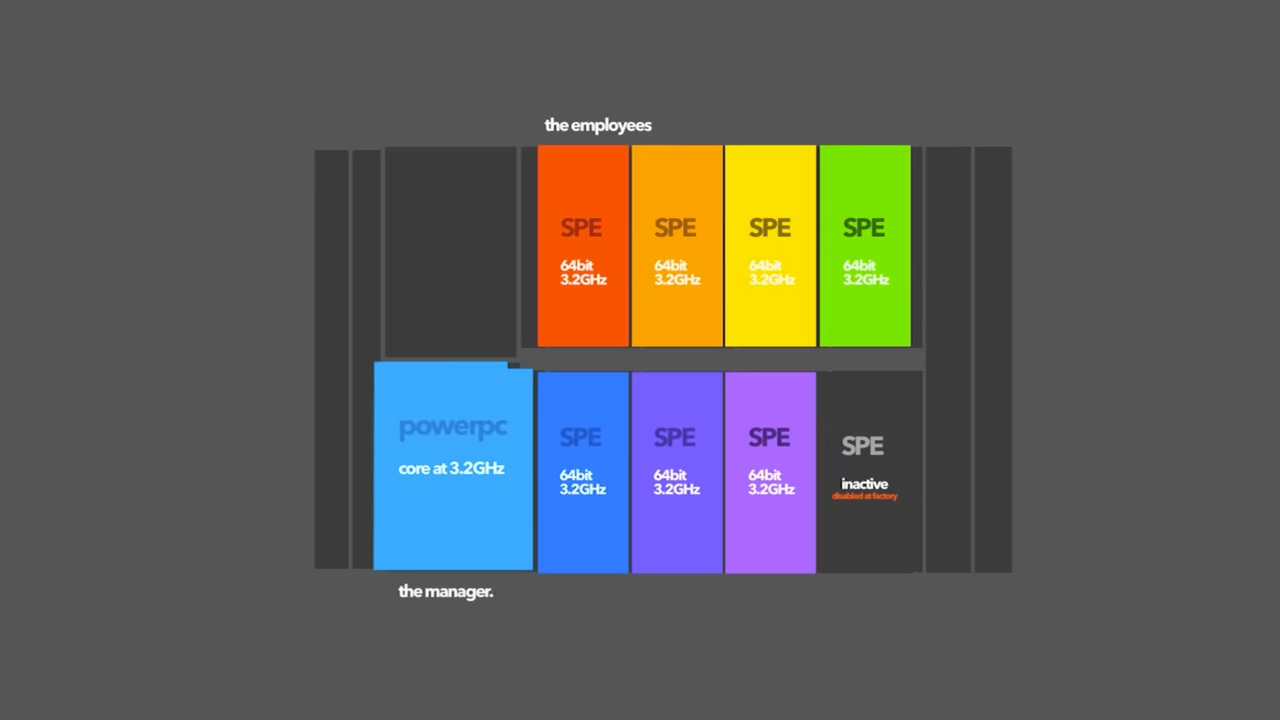 the employees
SPE
64bit
3.2GHz
SPE
64bit
3.2GHz
SPE
64bit
3.2GHz
SPE
64bit
3.2GHz
powerpc
core at 3.2GHz
SPE
64bit
3.2GHz
SPE
64bit
3.2GHz
SPE
64bit
3.2GHz
SPE
inactive
disabled at factory
the manager.